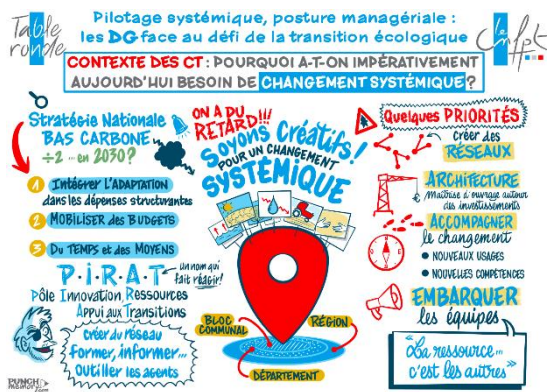 Table ronde
Pilotage systémique, posture managériale :
les DG face au défi de la transition écologique
Le cnfpt
CONTEXTE DES CT : POURQUOI A-T-ON IMPÉRATIVEMENT
AUJOURD'HUI BESOIN DE CHANGEMENT SYSTÉMIQUE ?
Stratégie Nationale
BAS CARBONE
÷2 ... en 2030 ?
1 Intégrer L'ADAPTATION
dans les dépenses structurantes
2 MOBILISER des BUDGETS
3 Du TEMPS et des MOYENS
P.I.R.A.T
un nom qui
fait réagir!
Pôle Innovation, Ressources
Appui aux Transitions
créer du réseau
former, informer...
outiller les agents
PUNCH
MEMORY.com
ON A DU
RETARD!!!
Soyons Créatifs!
POUR UN CHANGEMENT
SYSTÉMIQUE
BLOC
COMMUNAL
RÉGION
DÉPARTEMENT
Quelques PRIORITÉS
créer des
RÉSEAUX
ARCHITECTURE
Maîtrise d'ouvrage autour
des investissements
ACCOMPAGNER
le changement
• NOUVEAUX USAGES
• NOUVELLES COMPÉTENCES
EMBARQUER
les équipes
"La ressource...
c'est les autres"